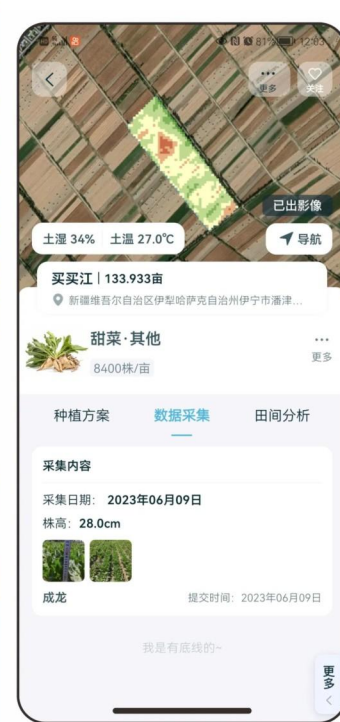 81% 12:03
更多 关注
已出影像
土湿 34% 土温 27.0℃ 导航
买买江 | 133.933亩
新疆维吾尔自治区伊犁哈萨克自治州伊宁市潘津...
甜菜·其他
更多
8400株/亩
种植方案 数据采集 田间分析
采集内容
采集日期: 2023年06月09日
株高: 28.0cm
成龙 提交时间: 2023年06月09日
我是有底线的~
更多